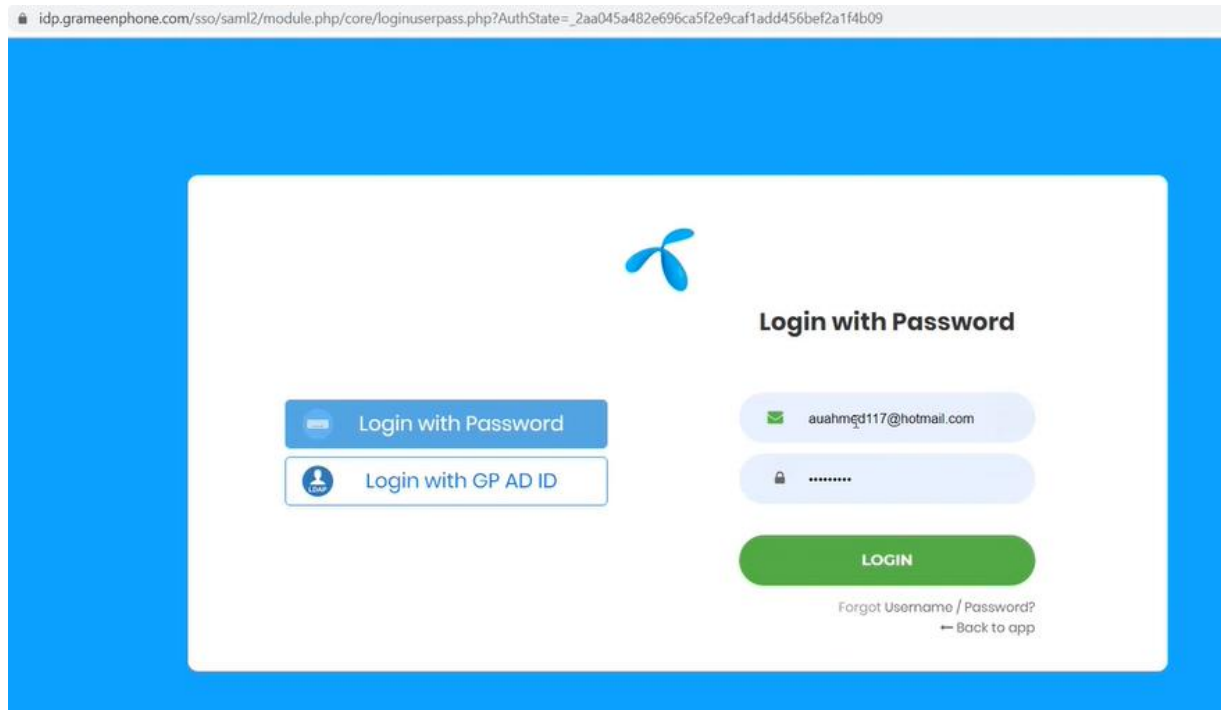 idp.grameenphone.com/sso/saml2/module.php/core/loginuserpass.php?AuthState=_2aa045a482e696ca5f2e9caf1add456bef2a1f4b09
Login with Password
Login with Password
LDAP
Login with GP AD ID
auahmed117@hotmail.com
•••••••••
LOGIN
Forgot Username / Password?
← Back to app